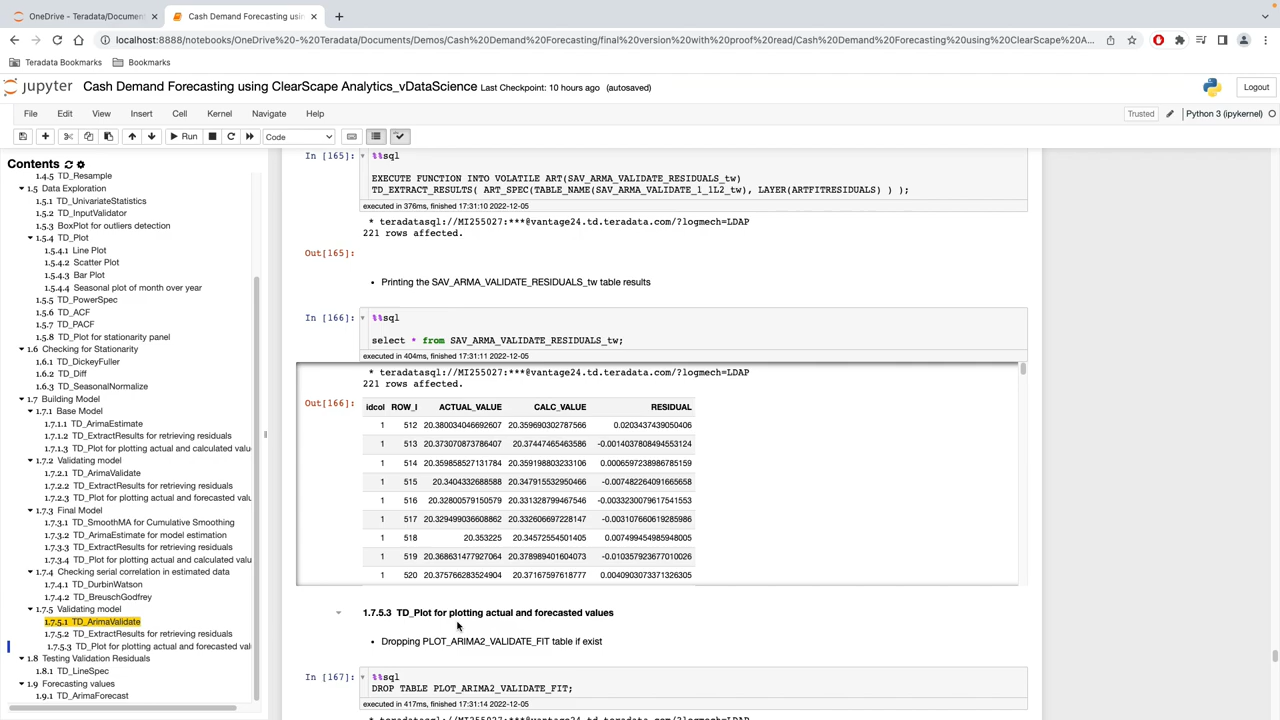 OneDrive - Teradata/Document
Cash Demand Forecasting usin
localhost:8888/notebooks/OneDrive%20-%20Teradata/Documents/Demos/Cash%20Demand%20Forecasting/final%20version%20with%20proof%20read/Cash%20Demand%20Forecasting%20using%20ClearScape%20A...
Teradata Bookmarks
Bookmarks
jupyter Cash Demand Forecasting using ClearScape Analytics_vDataScience Last Checkpoint: 10 hours ago (autosaved)
Logout
File Edit View Insert Cell Kernel Navigate Help
Trusted
Python 3 (ipykernel)
Run
Code
Contents
1.4.5 TD_Resample
1.5 Data Exploration
1.5.1 TD_UnivariateStatistics
1.5.2 TD_InputValidator
1.5.3 BoxPlot for outliers detection
1.5.4 TD_Plot
1.5.4.1 Line Plot
1.5.4.2 Scatter Plot
1.5.4.3 Bar Plot
1.5.4.4 Seasonal plot of month over year
1.5.5 TD_PowerSpec
1.5.6 TD_ACF
1.5.7 TD_PACF
1.5.8 TD_Plot for stationarity panel
1.6 Checking for Stationarity
1.6.1 TD_DickeyFuller
1.6.2 TD_Diff
1.6.3 TD_SeasonalNormalize
1.7 Building Model
1.7.1 Base Model
1.7.1.1 TD_ArimaEstimate
1.7.1.2 TD_ExtractResults for retrieving residuals
1.7.1.3 TD_Plot for plotting actual and calculated valu
1.7.2 Validating model
1.7.2.1 TD_ArimaValidate
1.7.2.2 TD_ExtractResults for retrieving residuals
1.7.2.3 TD_Plot for plotting actual and forecasted valu
1.7.3 Final Model
1.7.3.1 TD_SmoothMA for Cumulative Smoothing
1.7.3.2 TD_ArimaEstimate for model estimation
1.7.3.3 TD_ExtractResults for retrieving residuals
1.7.3.4 TD_Plot for plotting actual and calculated valu
1.7.4 Checking serial correlation in estimated data
1.7.4.1 TD_DurbinWatson
1.7.4.2 TD_BreuschGodfrey
1.7.5 Validating model
1.7.5.1 TD_ArimaValidate
1.7.5.2 TD_ExtractResults for retrieving residuals
1.7.5.3 TD_Plot for plotting actual and forecasted val
1.8 Testing Validation Residuals
1.8.1 TD_LineSpec
1.9 Forecasting values
1.9.1 TD_ArimaForecast
In [165]: %%sql
EXECUTE FUNCTION INTO VOLATILE ART(SAV_ARMA_VALIDATE_RESIDUALS_tw)
TD_EXTRACT_RESULTS( ART_SPEC(TABLE_NAME(SAV_ARMA_VALIDATE_1_1L2_tw), LAYER(ARTFITRESIDUALS) ) );
executed in 376ms, finished 17:31:10 2022-12-05
* teradatasql://MI255027:***@vantage24.td.teradata.com/?logmech=LDAP
221 rows affected.
Out[165]:
• Printing the SAV_ARMA_VALIDATE_RESIDUALS_tw table results
In [166]: %%sql
select * from SAV_ARMA_VALIDATE_RESIDUALS_tw;
executed in 404ms, finished 17:31:11 2022-12-05
* teradatasql://MI255027:***@vantage24.td.teradata.com/?logmech=LDAP
221 rows affected.
Out[166]: idcol ROW_I ACTUAL_VALUE CALC_VALUE RESIDUAL
1 512 20.380034046692607 20.359690302787566 0.0203437439050406
1 513 20.373070873786407 20.37447465463586 -0.0014037808494553124
1 514 20.359858527131784 20.359198803233106 0.0006597238986785159
1 515 20.3404332688588 20.347915532950466 -0.007482264091665658
1 516 20.32800579150579 20.331328799467546 -0.0033230079617541553
1 517 20.329499036608862 20.332606697228147 -0.003107660619285986
1 518 20.353225 20.34572554501405 0.007499454985948005
1 519 20.368631477927064 20.378989401604073 -0.010357923677010026
1 520 20.375766283524904 20.37167597618777 0.0040903073371326305
1.7.5.3 TD_Plot for plotting actual and forecasted values
• Dropping PLOT_ARIMA2_VALIDATE_FIT table if exist
In [167]: %%sql
DROP TABLE PLOT_ARIMA2_VALIDATE_FIT;
executed in 417ms, finished 17:31:14 2022-12-05